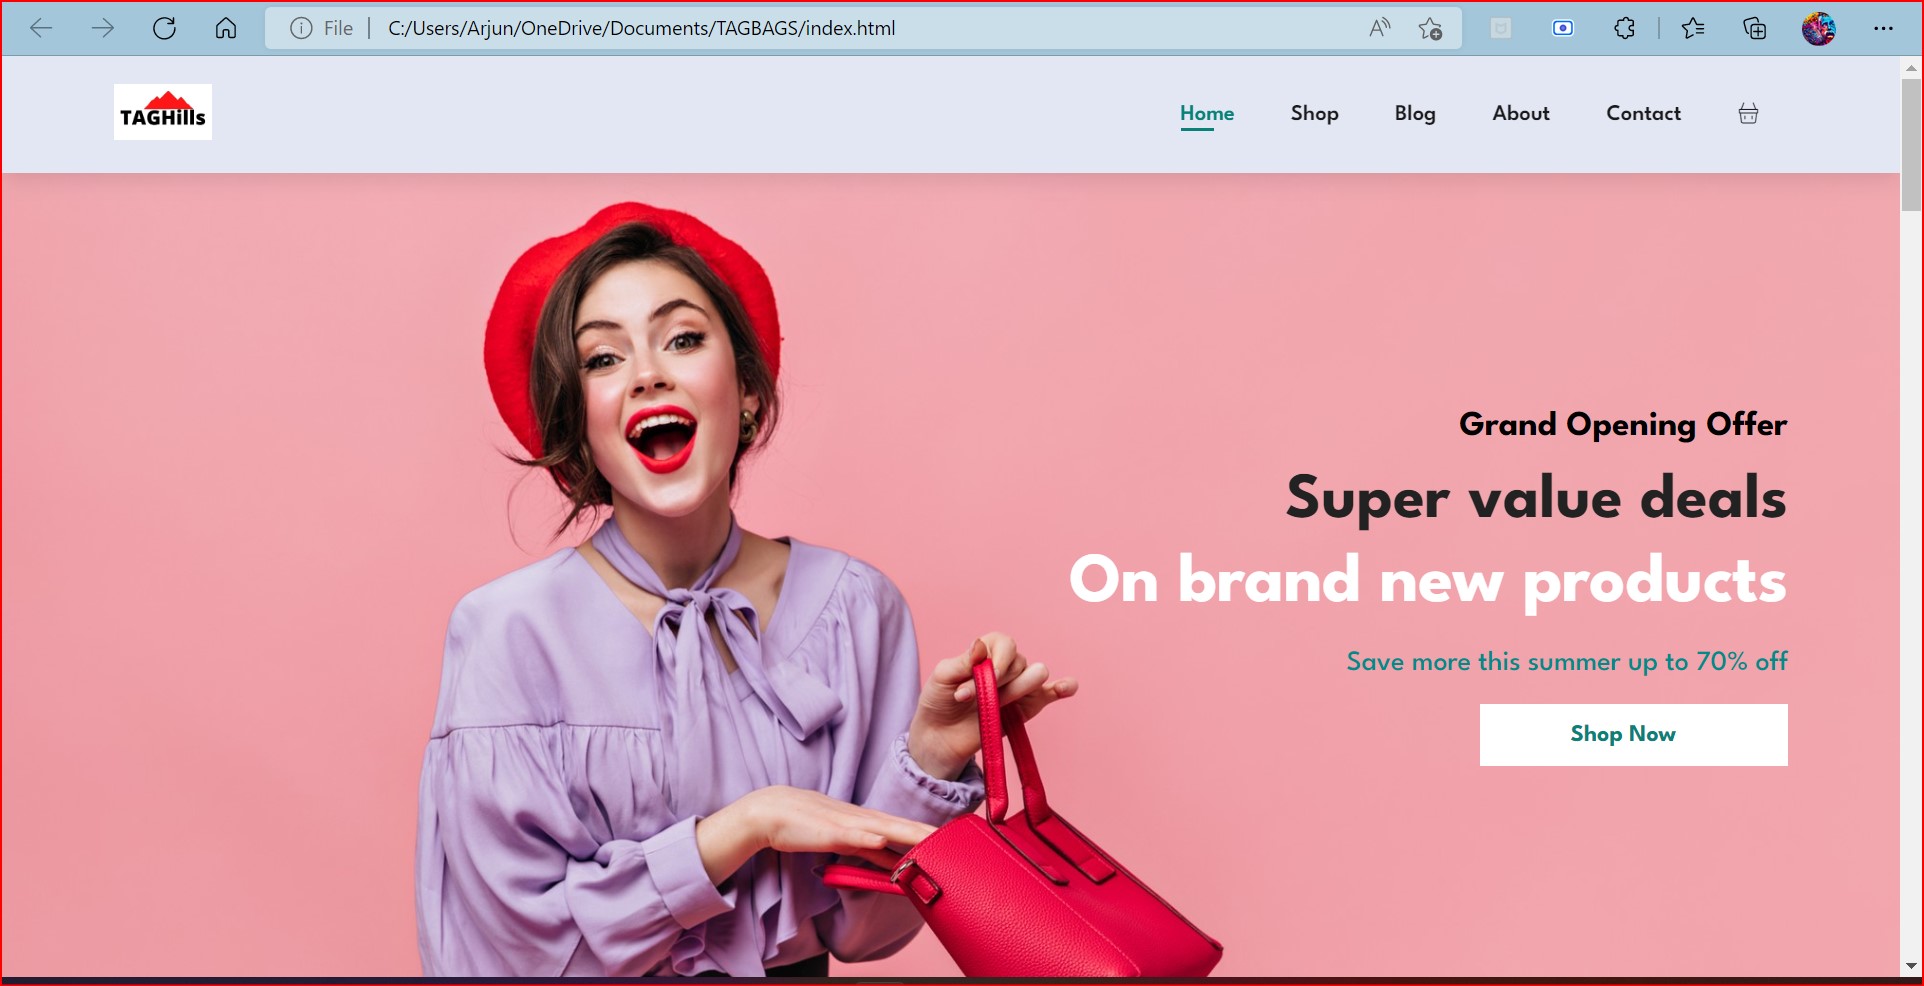 File C:/Users/Arjun/OneDrive/Documents/TAGBAGS/index.html
TAGHills
Home Shop Blog About Contact
Grand Opening Offer
Super value deals
On brand new products
Save more this summer up to 70% off
Shop Now